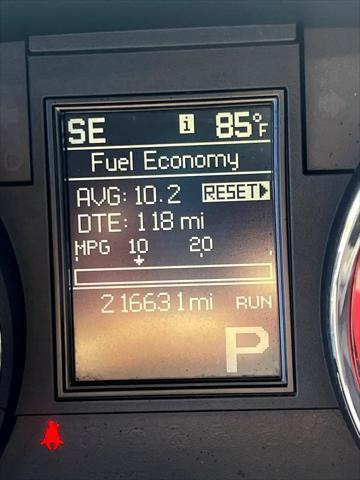 SE i 85°F
Fuel Economy
AVG: 10.2 RESET
DTE: 118 mi
MPG 10 20
216631 mi RUN
P